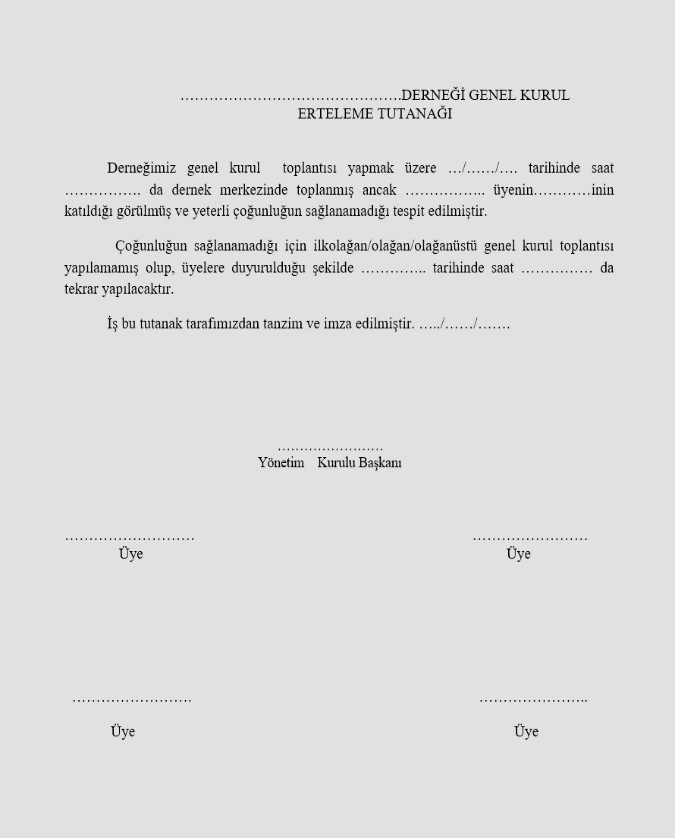 ……………………………………….DERNEĞİ GENEL KURUL
ERTELEME TUTANAĞI
Derneğimiz genel kurul toplantısı yapmak üzere …/……/…. tarihinde saat
……………. da dernek merkezinde toplanmış ancak …………….. üyenin…………inin
katıldığı görülmüş ve yeterli çoğunluğun sağlanamadığı tespit edilmiştir.
Çoğunluğun sağlanamadığı için ilkolağan/olağan/olağanüstü genel kurul toplantısı
yapılamamış olup, üyelere duyurulduğu şekilde ………….. tarihinde saat …………… da
tekrar yapılacaktır.
İş bu tutanak tarafımızdan tanzim ve imza edilmiştir. …../……/…….
……………………
Yönetim Kurulu Başkanı
……………………… ……………………
Üye Üye
……………………. …………………..
Üye Üye